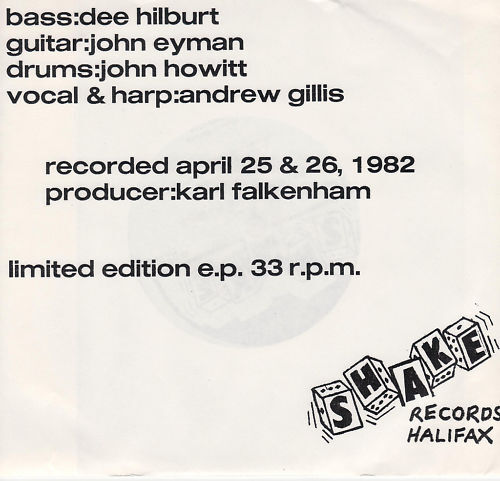 bass:dee hilburt
guitar:john eyman
drums:john howitt
vocal & harp:andrew gillis
recorded april 25 & 26, 1982
producer:karl falkenham
limited edition e.p. 33 r.p.m.
SHAKE
RECORDS
HALIFAX